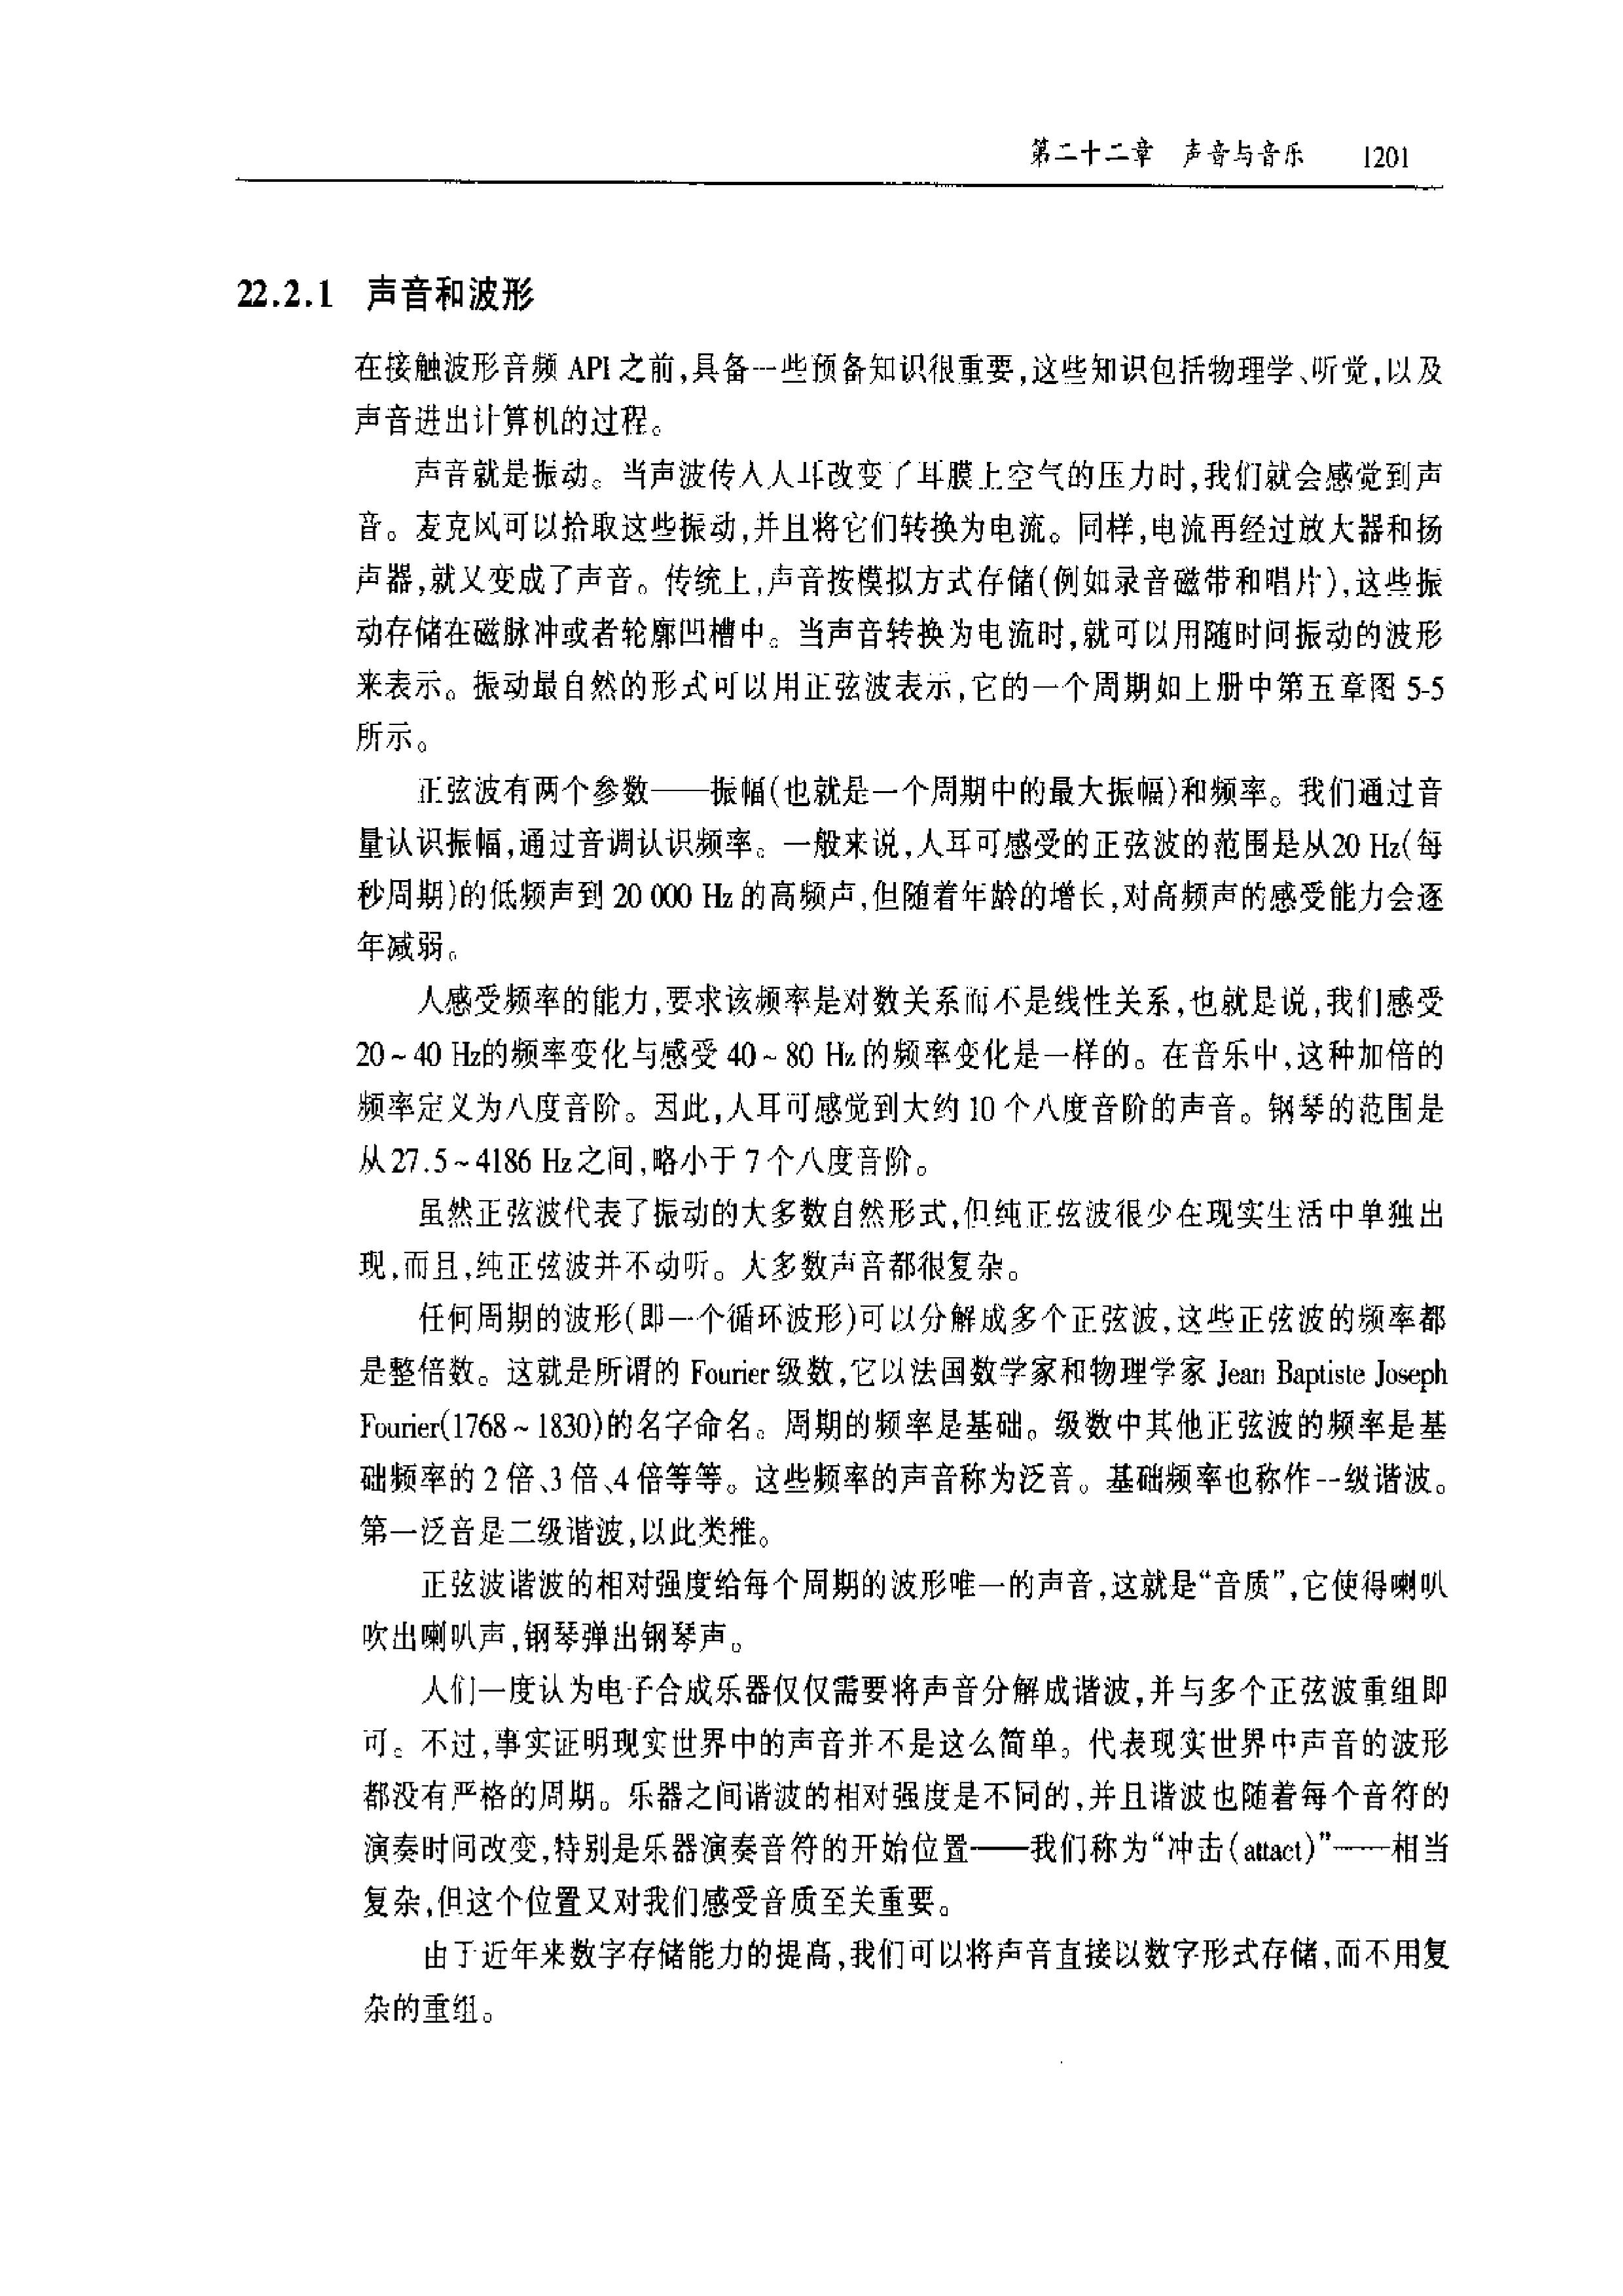 第二十二章　声音与音乐　1201
22.2.1　声音和波形
在接触波形音频 API 之前,具备一些预备知识很重要,这些知识包括物理学、听觉,以及
声音进出计算机的过程。
声音就是振动。当声波传入人耳改变了耳膜上空气的压力时,我们就会感觉到声
音。麦克风可以拾取这些振动,并且将它们转换为电流。同样,电流再经过放大器和扬
声器,就又变成了声音。传统上,声音按模拟方式存储(例如录音磁带和唱片),这些振
动存储在磁脉冲或者轮廓凹槽中。当声音转换为电流时,就可以用随时间振动的波形
来表示。振动最自然的形式可以用正弦波表示,它的一个周期如上册中第五章图 5-5
所示。
正弦波有两个参数——振幅(也就是一个周期中的最大振幅)和频率。我们通过音
量认识振幅,通过音调认识频率。一般来说,人耳可感受的正弦波的范围是从20 Hz(每
秒周期)的低频声到 20 000 Hz 的高频声,但随着年龄的增长,对高频声的感受能力会逐
年减弱。
人感受频率的能力,要求该频率是对数关系而不是线性关系,也就是说,我们感受
20~40 Hz的频率变化与感受 40~80 Hz 的频率变化是一样的。在音乐中,这种加倍的
频率定义为八度音阶。因此,人耳可感觉到大约 10 个八度音阶的声音。钢琴的范围是
从27.5~4186 Hz之间,略小于 7 个八度音阶。
虽然正弦波代表了振动的大多数自然形式,但纯正弦波很少在现实生活中单独出
现,而且,纯正弦波并不动听。大多数声音都很复杂。
任何周期的波形(即一个循环波形)可以分解成多个正弦波,这些正弦波的频率都
是整倍数。这就是所谓的 Fourier 级数,它以法国数学家和物理学家 Jean Baptiste Joseph
Fourier(1768~1830)的名字命名。周期的频率是基础。级数中其他正弦波的频率是基
础频率的 2 倍、3 倍、4 倍等等。这些频率的声音称为泛音。基础频率也称作一级谐波。
第一泛音是二级谐波,以此类推。
正弦波谐波的相对强度给每个周期的波形唯一的声音,这就是“音质”,它使得喇叭
吹出喇叭声,钢琴弹出钢琴声。
人们一度认为电子合成乐器仅仅需要将声音分解成谐波,并与多个正弦波重组即
可。不过,事实证明现实世界中的声音并不是这么简单。代表现实世界中声音的波形
都没有严格的周期。乐器之间谐波的相对强度是不同的,并且谐波也随着每个音符的
演奏时间改变,特别是乐器演奏音符的开始位置——我们称为“冲击(attact)”——相当
复杂,但这个位置又对我们感受音质至关重要。
由于近年来数字存储能力的提高,我们可以将声音直接以数字形式存储,而不用复
杂的重组。